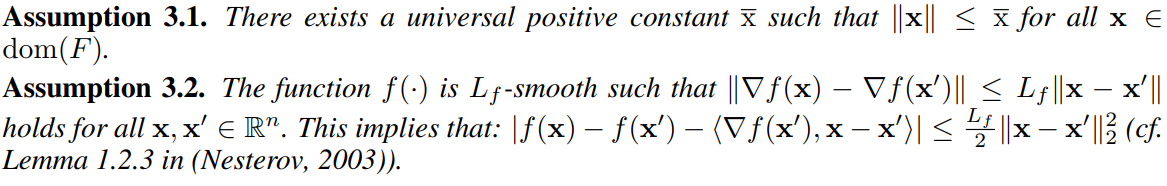 Assumption 3.1. There exists a universal positive constant x̄ such that ‖x‖ ≤ x̄ for all x ∈
dom(F).
Assumption 3.2. The function f(·) is L_f-smooth such that ‖∇f(x) − ∇f(x′)‖ ≤ L_f‖x − x′‖
holds for all x, x′ ∈ ℝⁿ. This implies that: |f(x) − f(x′) − ⟨∇f(x′), x − x′⟩| ≤ L_f/2 ‖x − x′‖₂² (cf.
Lemma 1.2.3 in (Nesterov, 2003)).